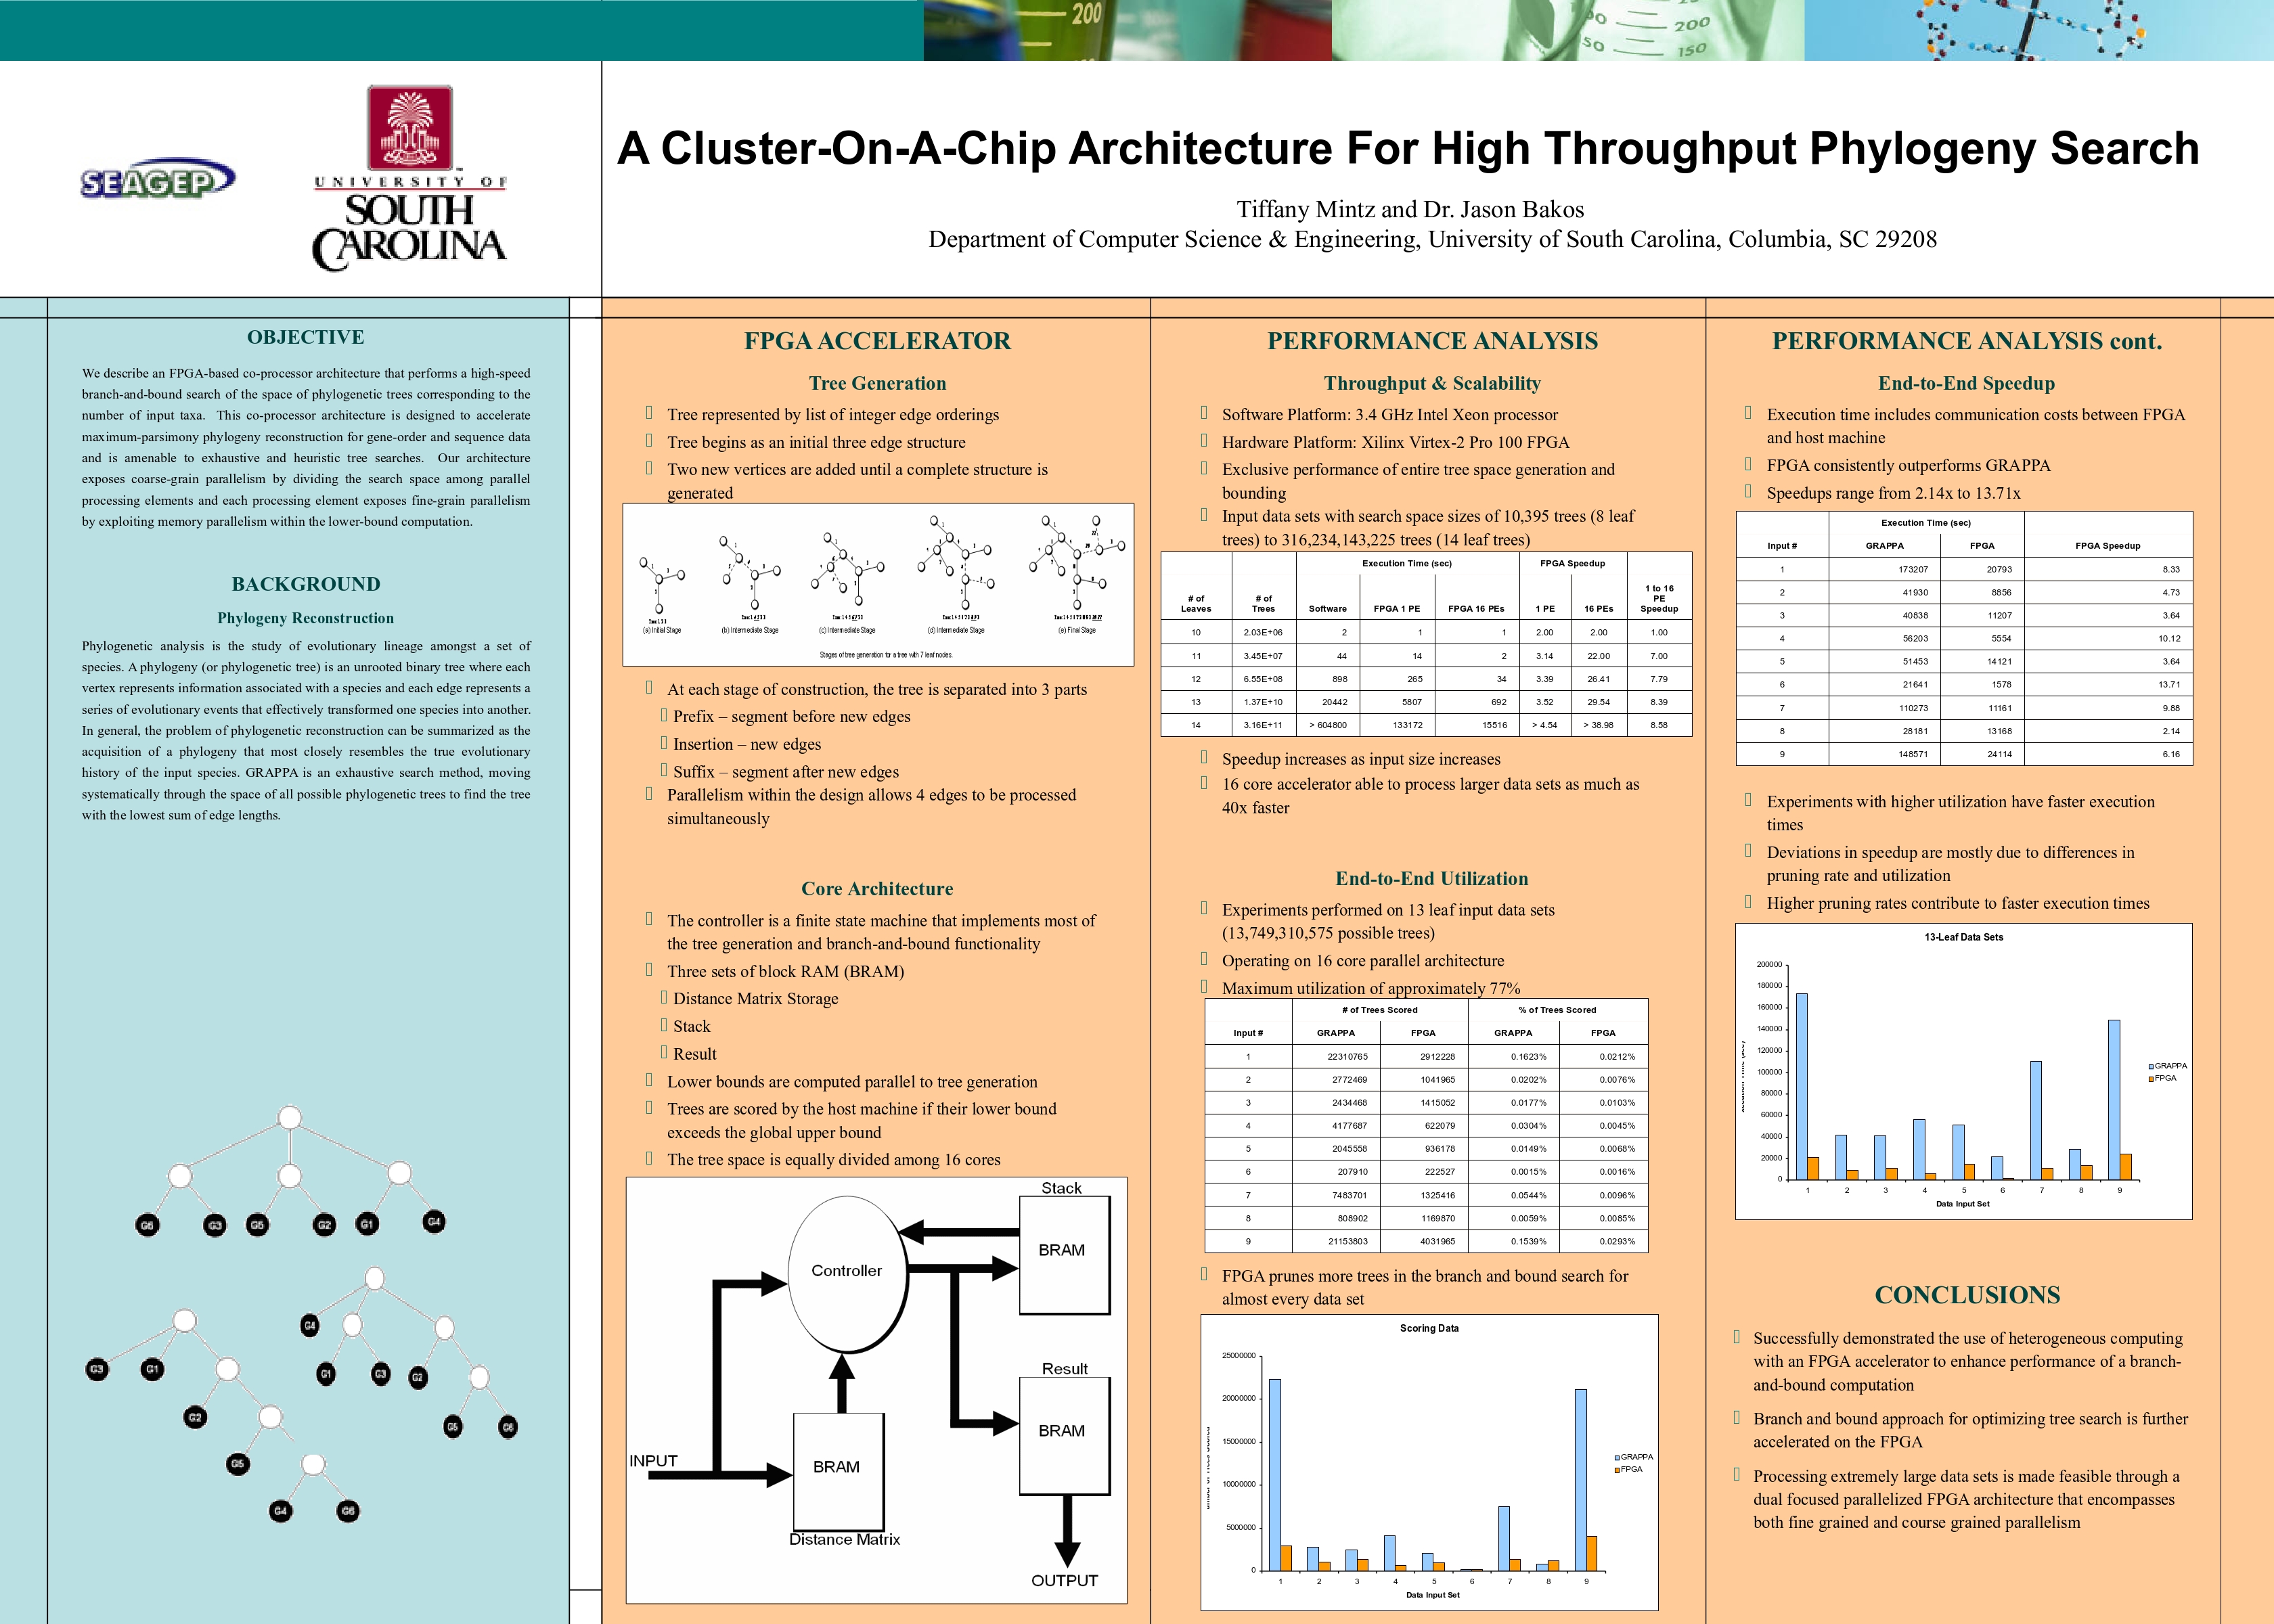 200
200
150
50
SEAGEP
UNIVERSITY OF
SOUTH
CAROLINA
A Cluster-On-A-Chip Architecture For High Throughput Phylogeny Search
Tiffany Mintz and Dr. Jason Bakos
Department of Computer Science & Engineering, University of South Carolina, Columbia, SC 29208
OBJECTIVE
We describe an FPGA-based co-processor architecture that performs a high-speed
branch-and-bound search of the space of phylogenetic trees corresponding to the
number of input taxa. This co-processor architecture is designed to accelerate
maximum-parsimony phylogeny reconstruction for gene-order and sequence data
and is amenable to exhaustive and heuristic tree searches. Our architecture
exposes coarse-grain parallelism by dividing the search space among parallel
processing elements and each processing element exposes fine-grain parallelism
by exploiting memory parallelism within the lower-bound computation.
BACKGROUND
Phylogeny Reconstruction
Phylogenetic analysis is the study of evolutionary lineage amongst a set of
species. A phylogeny (or phylogenetic tree) is an unrooted binary tree where each
vertex represents information associated with a species and each edge represents a
series of evolutionary events that effectively transformed one species into another.
In general, the problem of phylogenetic reconstruction can be summarized as the
acquisition of a phylogeny that most closely resembles the true evolutionary
history of the input species. GRAPPA is an exhaustive search method, moving
systematically through the space of all possible phylogenetic trees to find the tree
with the lowest sum of edge lengths.
G6 G3 G5 G2 G1 G4
G3 G1 G2 G5 G4 G6
G4 G1 G3 G2 G5 G6
FPGA ACCELERATOR
Tree Generation
Tree represented by list of integer edge orderings
Tree begins as an initial three edge structure
Two new vertices are added until a complete structure is
generated
(a) Initial Stage
(b) Intermediate Stage
(c) Intermediate Stage
(d) Intermediate Stage
(e) Final Stage
Stages of tree generation for a tree with 7 leaf nodes.
At each stage of construction, the tree is separated into 3 parts
Prefix – segment before new edges
Insertion – new edges
Suffix – segment after new edges
Parallelism within the design allows 4 edges to be processed
simultaneously
Core Architecture
The controller is a finite state machine that implements most of
the tree generation and branch-and-bound functionality
Three sets of block RAM (BRAM)
Distance Matrix Storage
Stack
Result
Lower bounds are computed parallel to tree generation
Trees are scored by the host machine if their lower bound
exceeds the global upper bound
The tree space is equally divided among 16 cores
Stack
BRAM
Controller
Result
BRAM
INPUT
BRAM
Distance Matrix
OUTPUT
PERFORMANCE ANALYSIS
Throughput & Scalability
Software Platform: 3.4 GHz Intel Xeon processor
Hardware Platform: Xilinx Virtex-2 Pro 100 FPGA
Exclusive performance of entire tree space generation and
bounding
Input data sets with search space sizes of 10,395 trees (8 leaf
trees) to 316,234,143,225 trees (14 leaf trees)
Execution Time (sec) FPGA Speedup
# of Leaves # of Trees Software FPGA 1 PE FPGA 16 PEs 1 PE 16 PEs 1 to 16 PE Speedup
10 2.03E+06 2 1 1 2.00 2.00 1.00
11 3.45E+07 44 14 2 3.14 22.00 7.00
12 6.55E+08 898 265 34 3.39 26.41 7.79
13 1.37E+10 20442 5807 692 3.52 29.54 8.39
14 3.16E+11 > 604800 133172 15516 > 4.54 > 38.98 8.58
Speedup increases as input size increases
16 core accelerator able to process larger data sets as much as
40x faster
End-to-End Utilization
Experiments performed on 13 leaf input data sets
(13,749,310,575 possible trees)
Operating on 16 core parallel architecture
Maximum utilization of approximately 77%
# of Trees Scored % of Trees Scored
Input # GRAPPA FPGA GRAPPA FPGA
1 22310765 2912228 0.1623% 0.0212%
2 2772469 1041965 0.0202% 0.0076%
3 2434468 1415052 0.0177% 0.0103%
4 4177687 622079 0.0304% 0.0045%
5 2045558 936178 0.0149% 0.0068%
6 207910 222527 0.0015% 0.0016%
7 7483701 1325416 0.0544% 0.0096%
8 808902 1169870 0.0059% 0.0085%
9 21153803 4031965 0.1539% 0.0293%
FPGA prunes more trees in the branch and bound search for
almost every data set
Scoring Data
25000000
20000000
15000000
10000000
5000000
0
1 2 3 4 5 6 7 8 9
Data Input Set
GRAPPA
FPGA
PERFORMANCE ANALYSIS cont.
End-to-End Speedup
Execution time includes communication costs between FPGA
and host machine
FPGA consistently outperforms GRAPPA
Speedups range from 2.14x to 13.71x
Execution Time (sec)
Input # GRAPPA FPGA FPGA Speedup
1 173207 20793 8.33
2 41930 8856 4.73
3 40838 11207 3.64
4 56203 5554 10.12
5 51453 14121 3.64
6 21641 1578 13.71
7 110273 11161 9.88
8 28181 13168 2.14
9 148571 24114 6.16
Experiments with higher utilization have faster execution
times
Deviations in speedup are mostly due to differences in
pruning rate and utilization
Higher pruning rates contribute to faster execution times
13-Leaf Data Sets
200000
180000
160000
140000
120000
100000
80000
60000
40000
20000
0
1 2 3 4 5 6 7 8 9
Data Input Set
GRAPPA
FPGA
CONCLUSIONS
Successfully demonstrated the use of heterogeneous computing
with an FPGA accelerator to enhance performance of a branch-
and-bound computation
Branch and bound approach for optimizing tree search is further
accelerated on the FPGA
Processing extremely large data sets is made feasible through a
dual focused parallelized FPGA architecture that encompasses
both fine grained and course grained parallelism